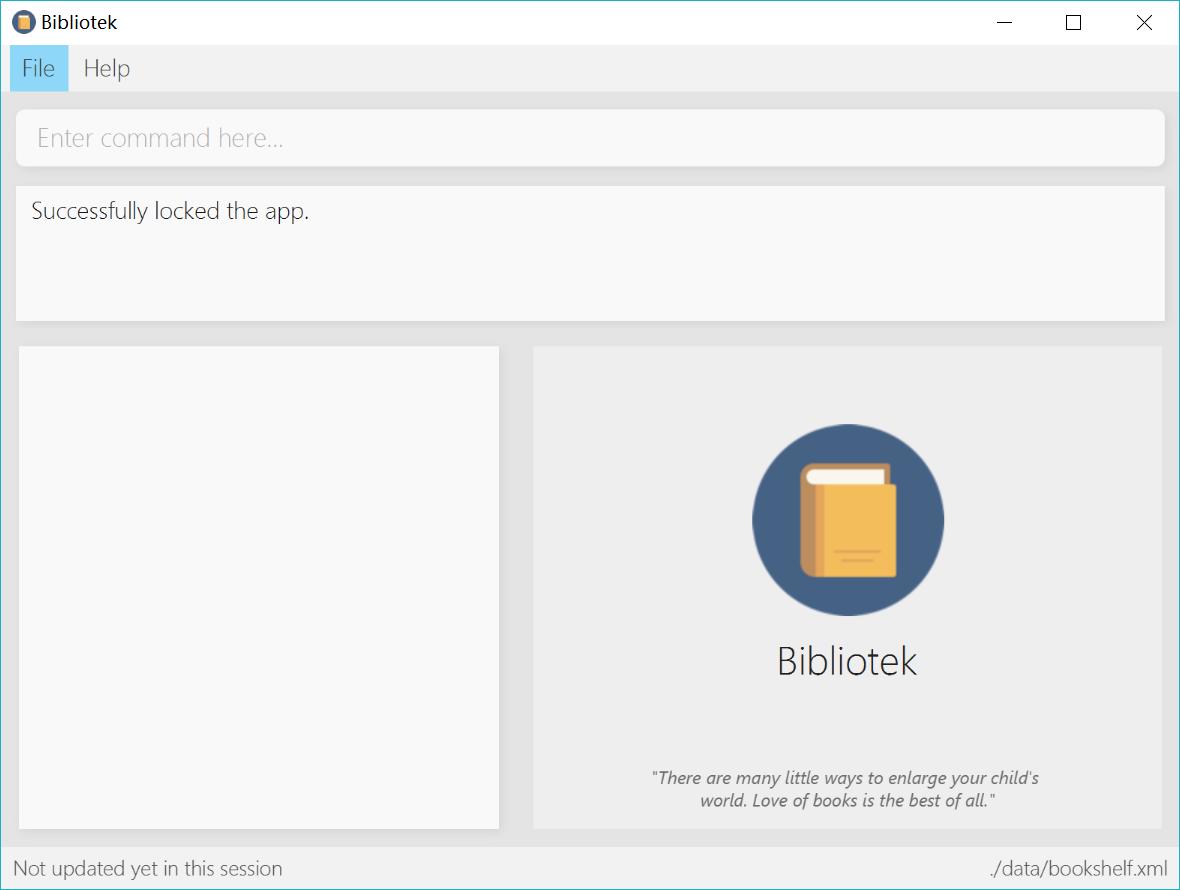 Bibliotek
File Help
Enter command here...
Successfully locked the app.
Bibliotek
"There are many little ways to enlarge your child's
world. Love of books is the best of all."
Not updated yet in this session ./data/bookshelf.xml